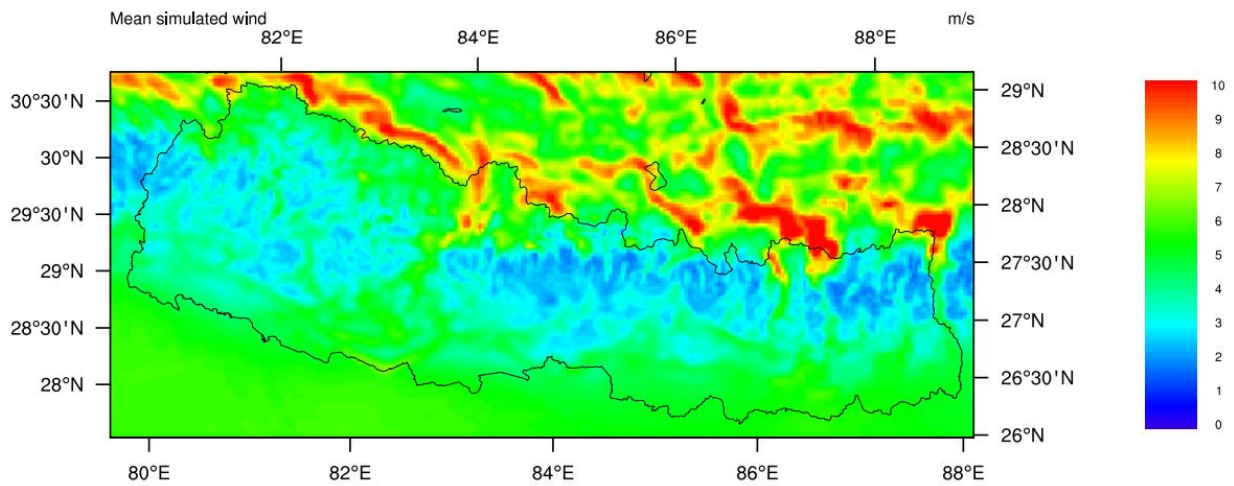 Mean simulated wind m/s
82°E 84°E 86°E 88°E
30°30'N 29°N
30°N 28°30'N
29°30'N 28°N
29°N 27°30'N
28°30'N 27°N
28°N 26°30'N
26°N
80°E 82°E 84°E 86°E 88°E
10
9
8
7
6
5
4
3
2
1
0